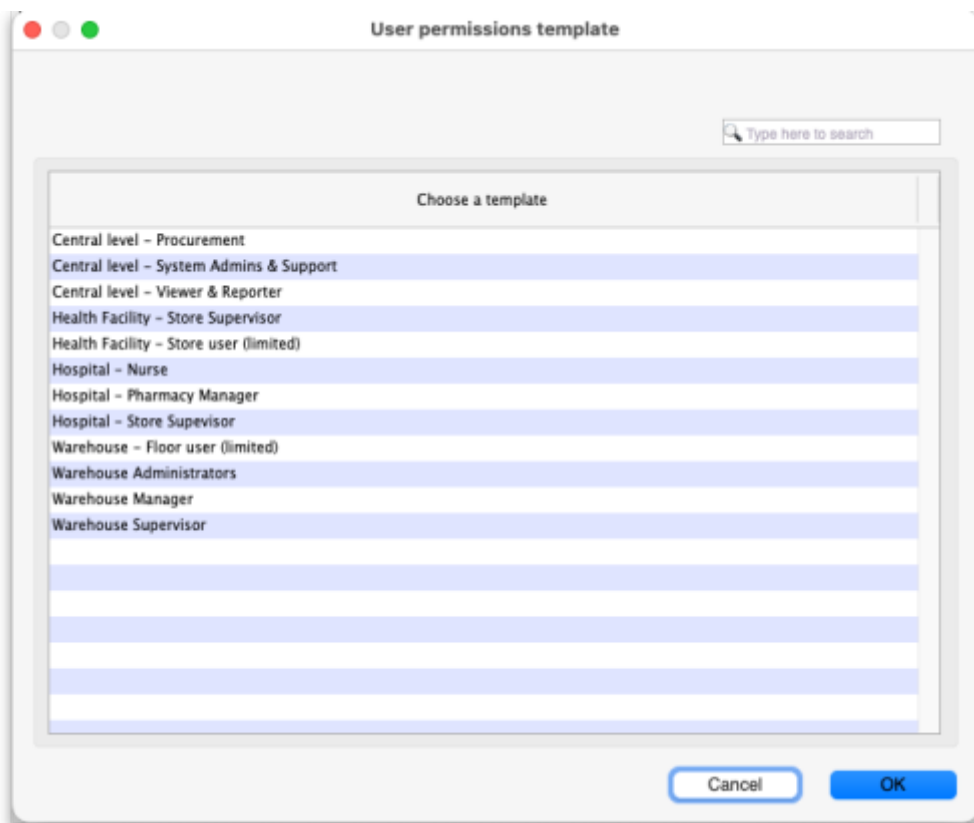 User permissions template
Type here to search
Choose a template
Central level – Procurement
Central level – System Admins & Support
Central level – Viewer & Reporter
Health Facility – Store Supervisor
Health Facility – Store user (limited)
Hospital – Nurse
Hospital – Pharmacy Manager
Hospital – Store Supevisor
Warehouse – Floor user (limited)
Warehouse Administrators
Warehouse Manager
Warehouse Supervisor
Cancel OK